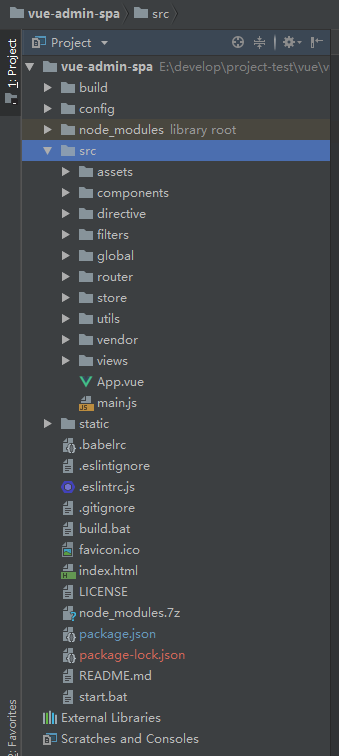 vue-admin-spa src
1: Project
Project
vue-admin-spa E:\develop\project-test\vue\v
build
config
node_modules library root
src
assets
components
directive
filters
global
router
store
utils
vendor
views
App.vue
main.js
static
.babelrc
.eslintignore
.eslintrc.js
.gitignore
build.bat
favicon.ico
index.html
LICENSE
node_modules.7z
package.json
package-lock.json
README.md
start.bat
External Libraries
Scratches and Consoles
Favorites